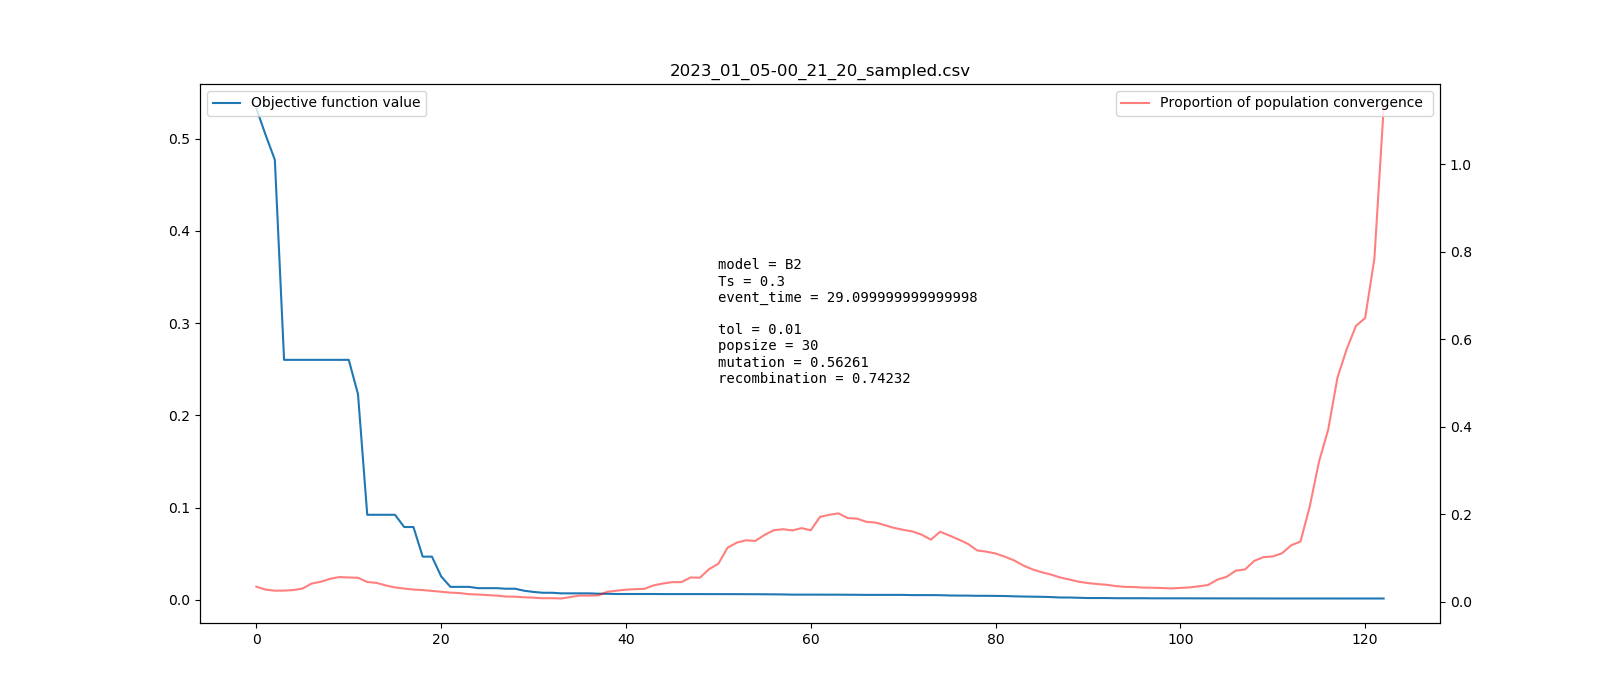 2023_01_05-00_21_20_sampled.csv
Objective function value
Proportion of population convergence
0.5
0.4
0.3
0.2
0.1
0.0
model = B2
Ts = 0.3
event_time = 29.099999999999998
tol = 0.01
popsize = 30
mutation = 0.56261
recombination = 0.74232
1.0
0.8
0.6
0.4
0.2
0.0
0 20 40 60 80 100 120